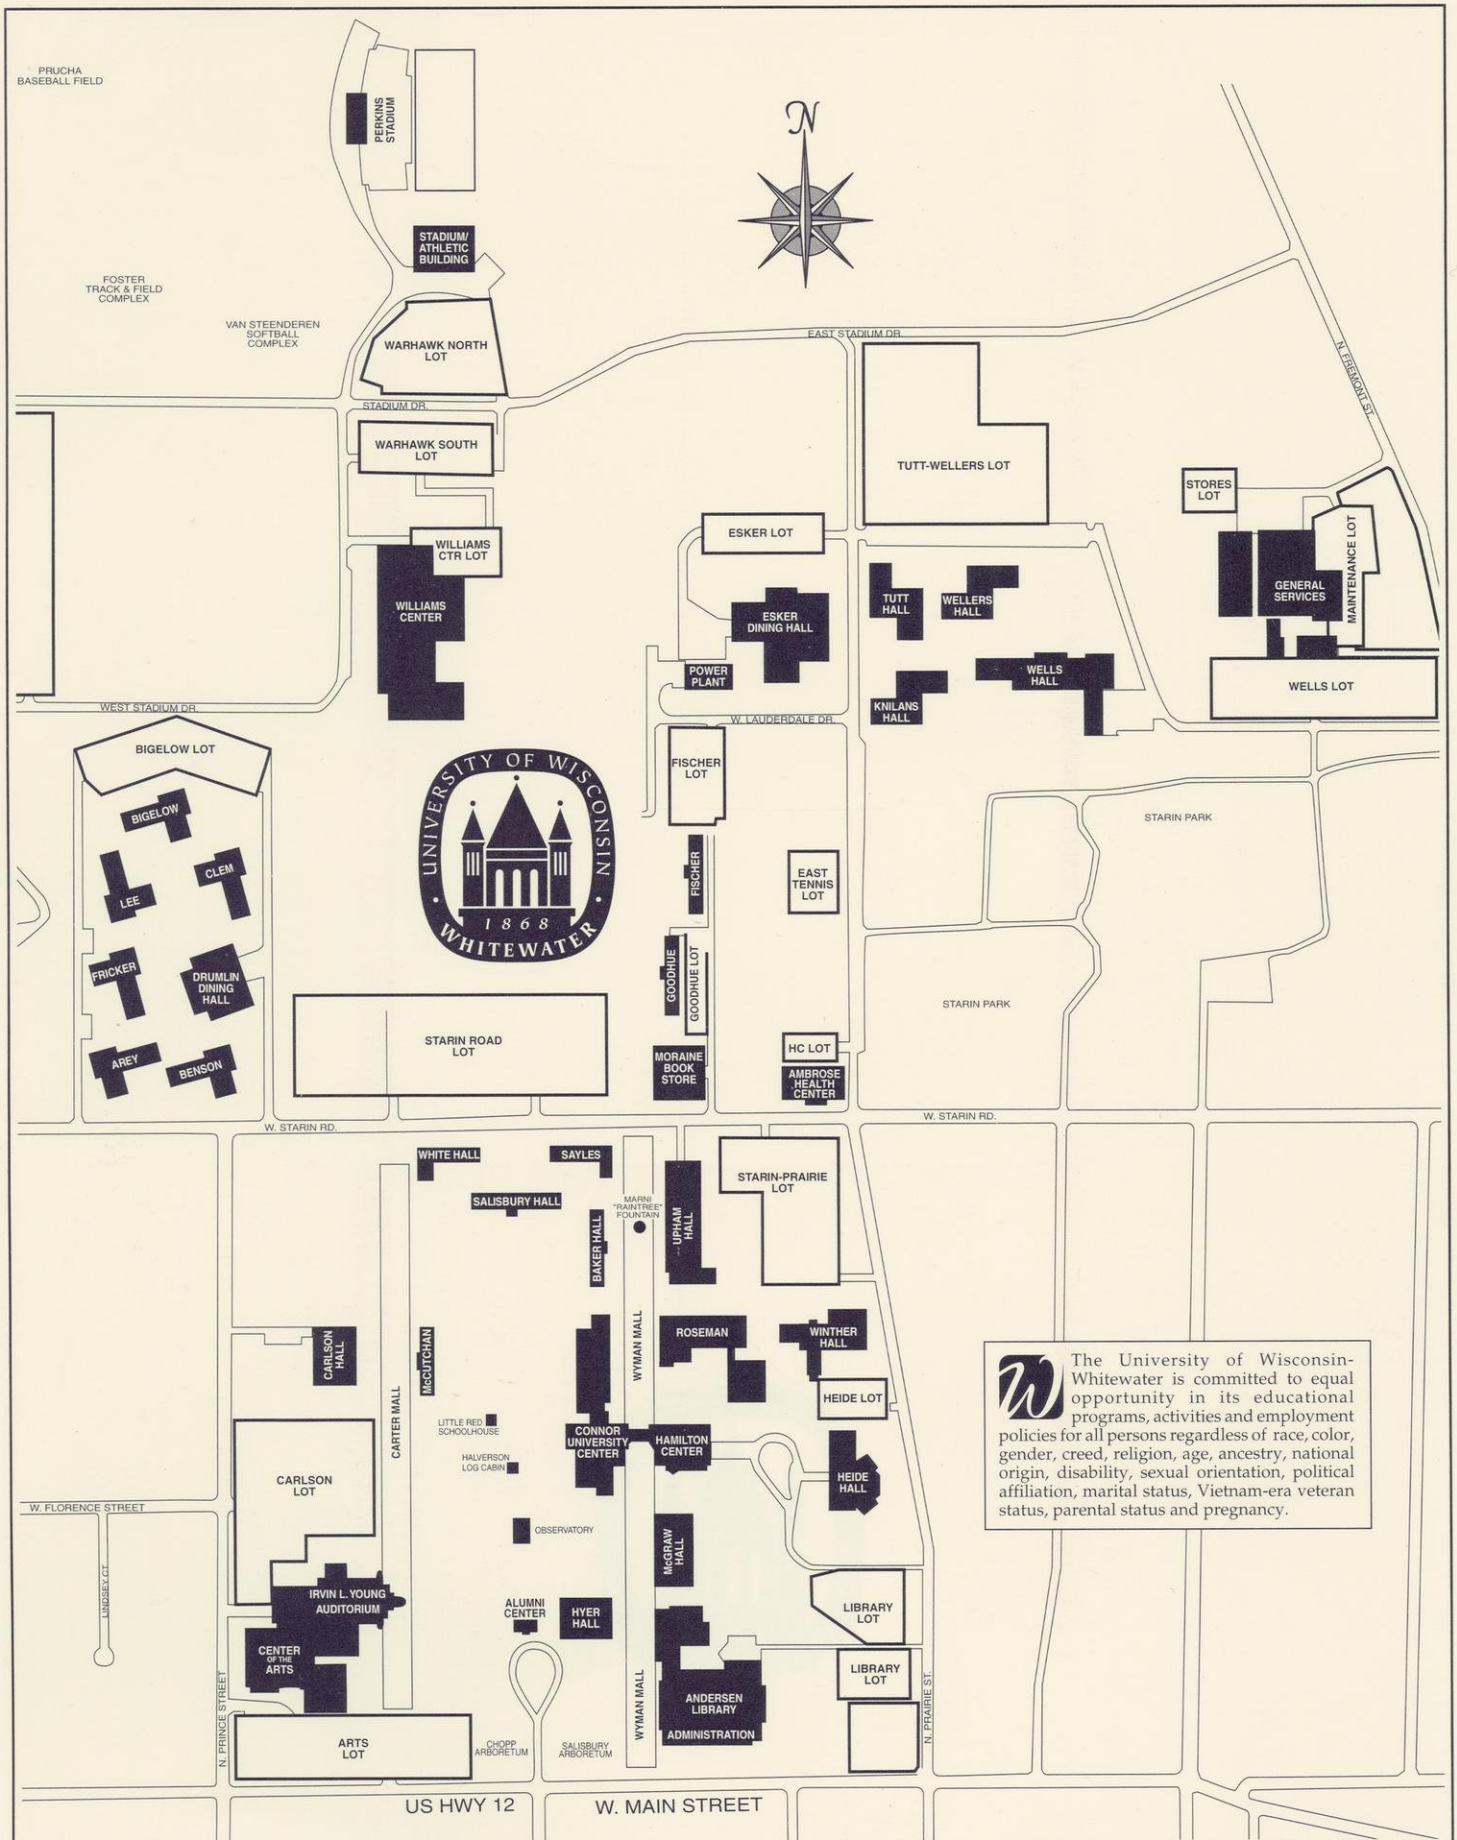 PRUCHA
BASEBALL FIELD
PERKINS
STADIUM
N
STADIUM/
ATHLETIC
BUILDING
FOSTER
TRACK & FIELD
COMPLEX
VAN STEENDEREN
SOFTBALL
COMPLEX
WARHAWK NORTH
LOT
EAST STADIUM DR.
N. FREMONT ST.
STADIUM DR.
WARHAWK SOUTH
LOT
TUTT-WELLERS LOT
STORES
LOT
WILLIAMS
CTR LOT
ESKER LOT
MAINTENANCE LOT
GENERAL
SERVICES
WILLIAMS
CENTER
ESKER
DINING HALL
TUTT
HALL
WELLERS
HALL
POWER
PLANT
WELLS
HALL
WELLS LOT
KNILANS
HALL
WEST STADIUM DR.
W. LAUDERDALE DR.
BIGELOW LOT
FISCHER
LOT
UNIVERSITY OF WISCONSIN
1868
WHITEWATER
BIGELOW
STARIN PARK
LEE
CLEM
FISCHER
EAST
TENNIS
LOT
FRICKER
DRUMLIN
DINING
HALL
GOODHUE
GOODHUE LOT
STARIN PARK
STARIN ROAD
LOT
HC LOT
AREY
BENSON
MORAINE
BOOK
STORE
AMBROSE
HEALTH
CENTER
W. STARIN RD.
W. STARIN RD.
WHITE HALL
SAYLES
SALISBURY HALL
MARNI
"RAINTREE"
FOUNTAIN
STARIN-PRAIRIE
LOT
BAKER HALL
UPHAM
HALL
CARLSON
HALL
McCUTCHAN
WYMAN MALL
ROSEMAN
WINTHER
HALL
HEIDE LOT
The University of Wisconsin-
Whitewater is committed to equal
opportunity in its educational
programs, activities and employment
policies for all persons regardless of race, color,
gender, creed, religion, age, ancestry, national
origin, disability, sexual orientation, political
affiliation, marital status, Vietnam-era veteran
status, parental status and pregnancy.
CARTER MALL
LITTLE RED
SCHOOLHOUSE
HALVERSON
LOG CABIN
CONNOR
UNIVERSITY
CENTER
HAMILTON
CENTER
HEIDE
HALL
CARLSON
LOT
W. FLORENCE STREET
OBSERVATORY
McGRAW
HALL
LINDSEY CT
IRVIN L. YOUNG
AUDITORIUM
ALUMNI
CENTER
HYER
HALL
LIBRARY
LOT
CENTER
OF THE
ARTS
LIBRARY
LOT
N. PRINCE STREET
WYMAN MALL
ANDERSEN
LIBRARY
ADMINISTRATION
N. PRAIRIE ST.
ARTS
LOT
CHOPP
ARBORETUM
SALISBURY
ARBORETUM
US HWY 12
W. MAIN STREET